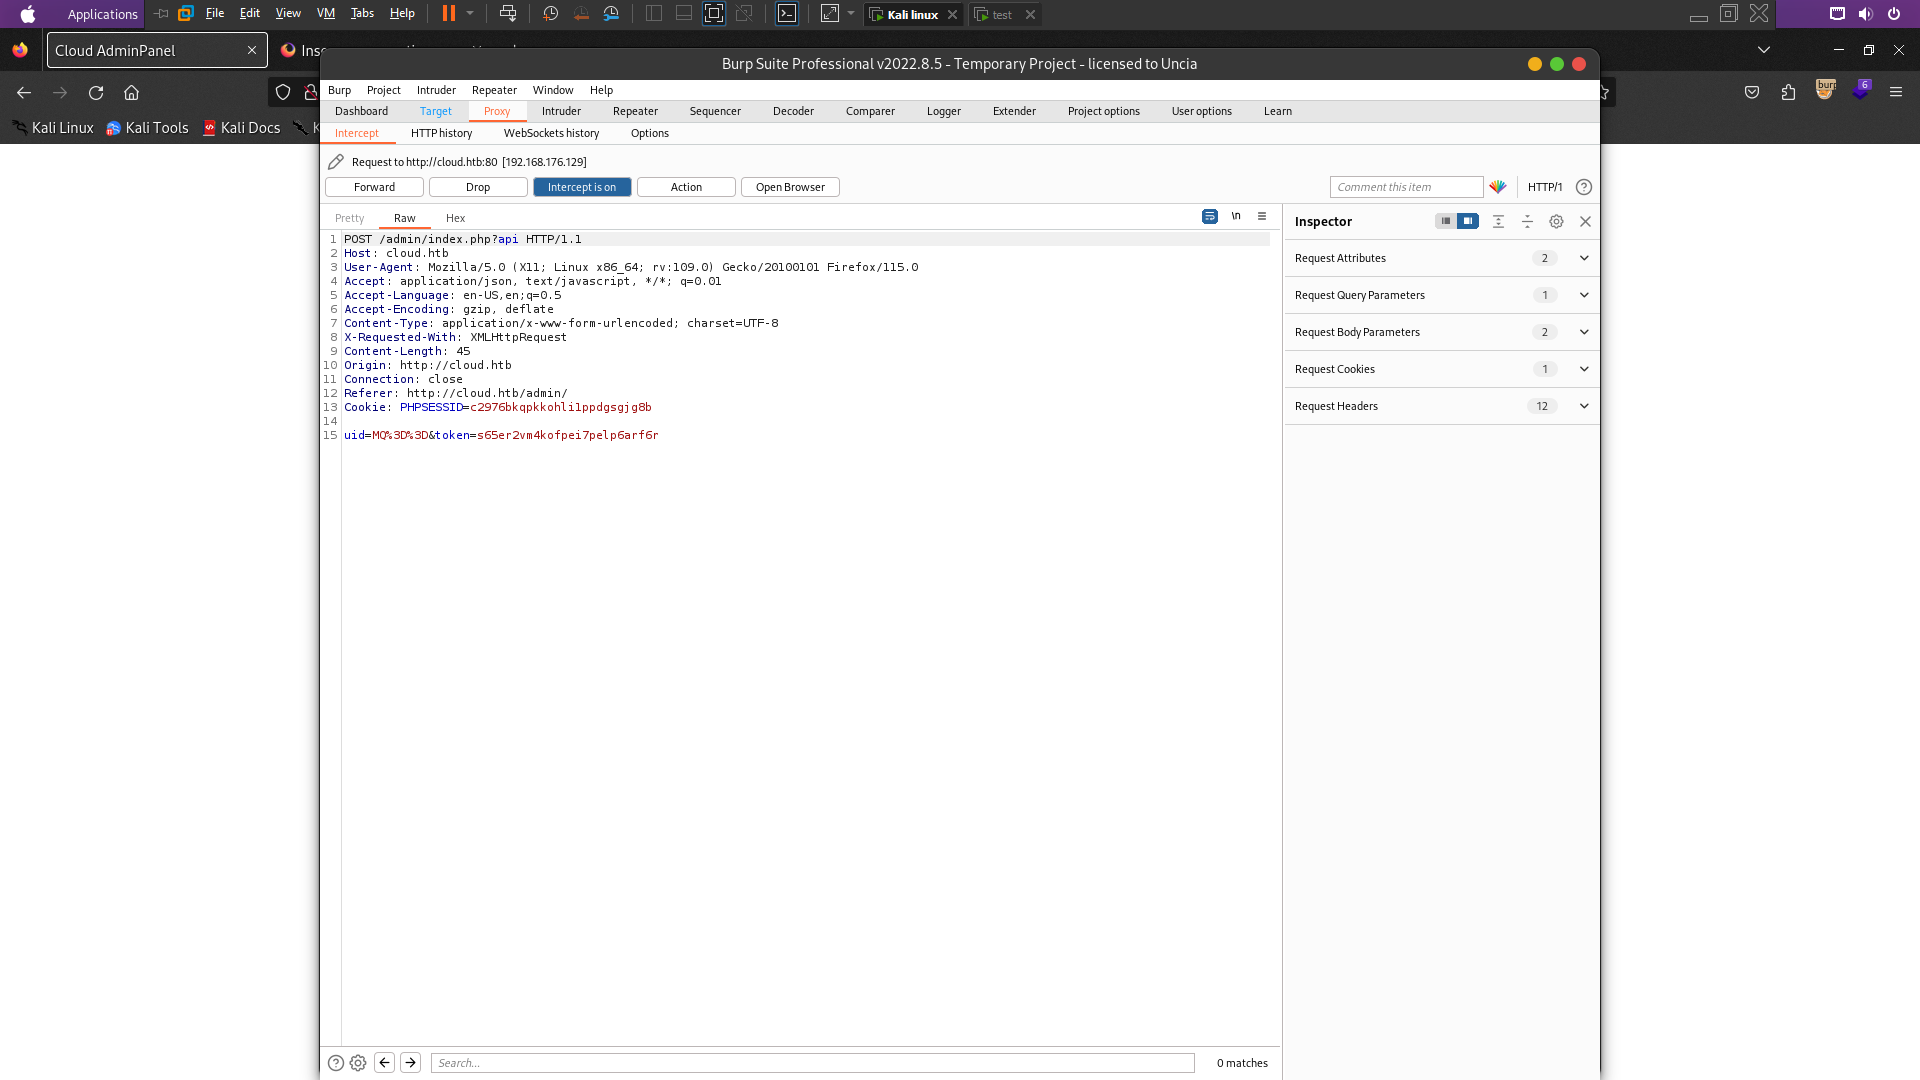 Applications File Edit View VM Tabs Help Kali linux test
Cloud AdminPanel
Burp Suite Professional v2022.8.5 - Temporary Project - licensed to Uncia
6
Kali Linux Kali Tools Kali Docs
Burp Project Intruder Repeater Window Help
Dashboard Target Proxy Intruder Repeater Sequencer Decoder Comparer Logger Extender Project options User options Learn
Intercept HTTP history WebSockets history Options
Request to http://cloud.htb:80 [192.168.176.129]
Forward Drop Intercept is on Action Open Browser Comment this item HTTP/1
Pretty Raw Hex \n
1 POST /admin/index.php?api HTTP/1.1
2 Host: cloud.htb
3 User-Agent: Mozilla/5.0 (X11; Linux x86_64; rv:109.0) Gecko/20100101 Firefox/115.0
4 Accept: application/json, text/javascript, */*; q=0.01
5 Accept-Language: en-US,en;q=0.5
6 Accept-Encoding: gzip, deflate
7 Content-Type: application/x-www-form-urlencoded; charset=UTF-8
8 X-Requested-With: XMLHttpRequest
9 Content-Length: 45
10 Origin: http://cloud.htb
11 Connection: close
12 Referer: http://cloud.htb/admin/
13 Cookie: PHPSESSID=c2976bkqpkkohli1ppdgsgjg8b
14
15 uid=MQ%3D%3D&token=s65er2vm4kofpei7pelp6arf6r
Inspector
Request Attributes 2
Request Query Parameters 1
Request Body Parameters 2
Request Cookies 1
Request Headers 12
Search... 0 matches